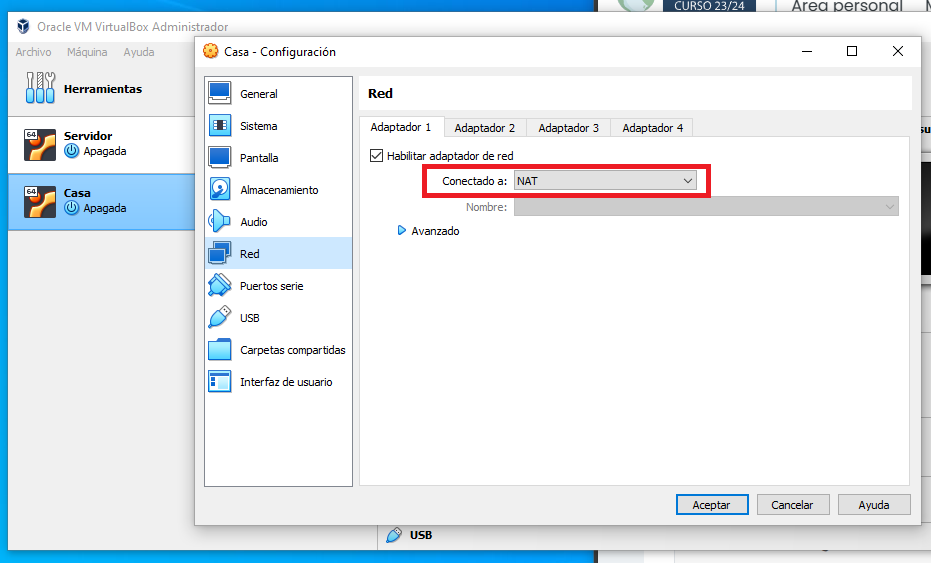 CURSO 23/24
Área personal
Oracle VM VirtualBox Administrador
Archivo Máquina Ayuda
Herramientas
64
Servidor
Apagada
64
Casa
Apagada
Casa - Configuración
General
Sistema
Pantalla
Almacenamiento
Audio
Red
Puertos serie
USB
Carpetas compartidas
Interfaz de usuario
Red
Adaptador 1 Adaptador 2 Adaptador 3 Adaptador 4
Habilitar adaptador de red
Conectado a: NAT
Nombre:
Avanzado
Aceptar Cancelar Ayuda
USB